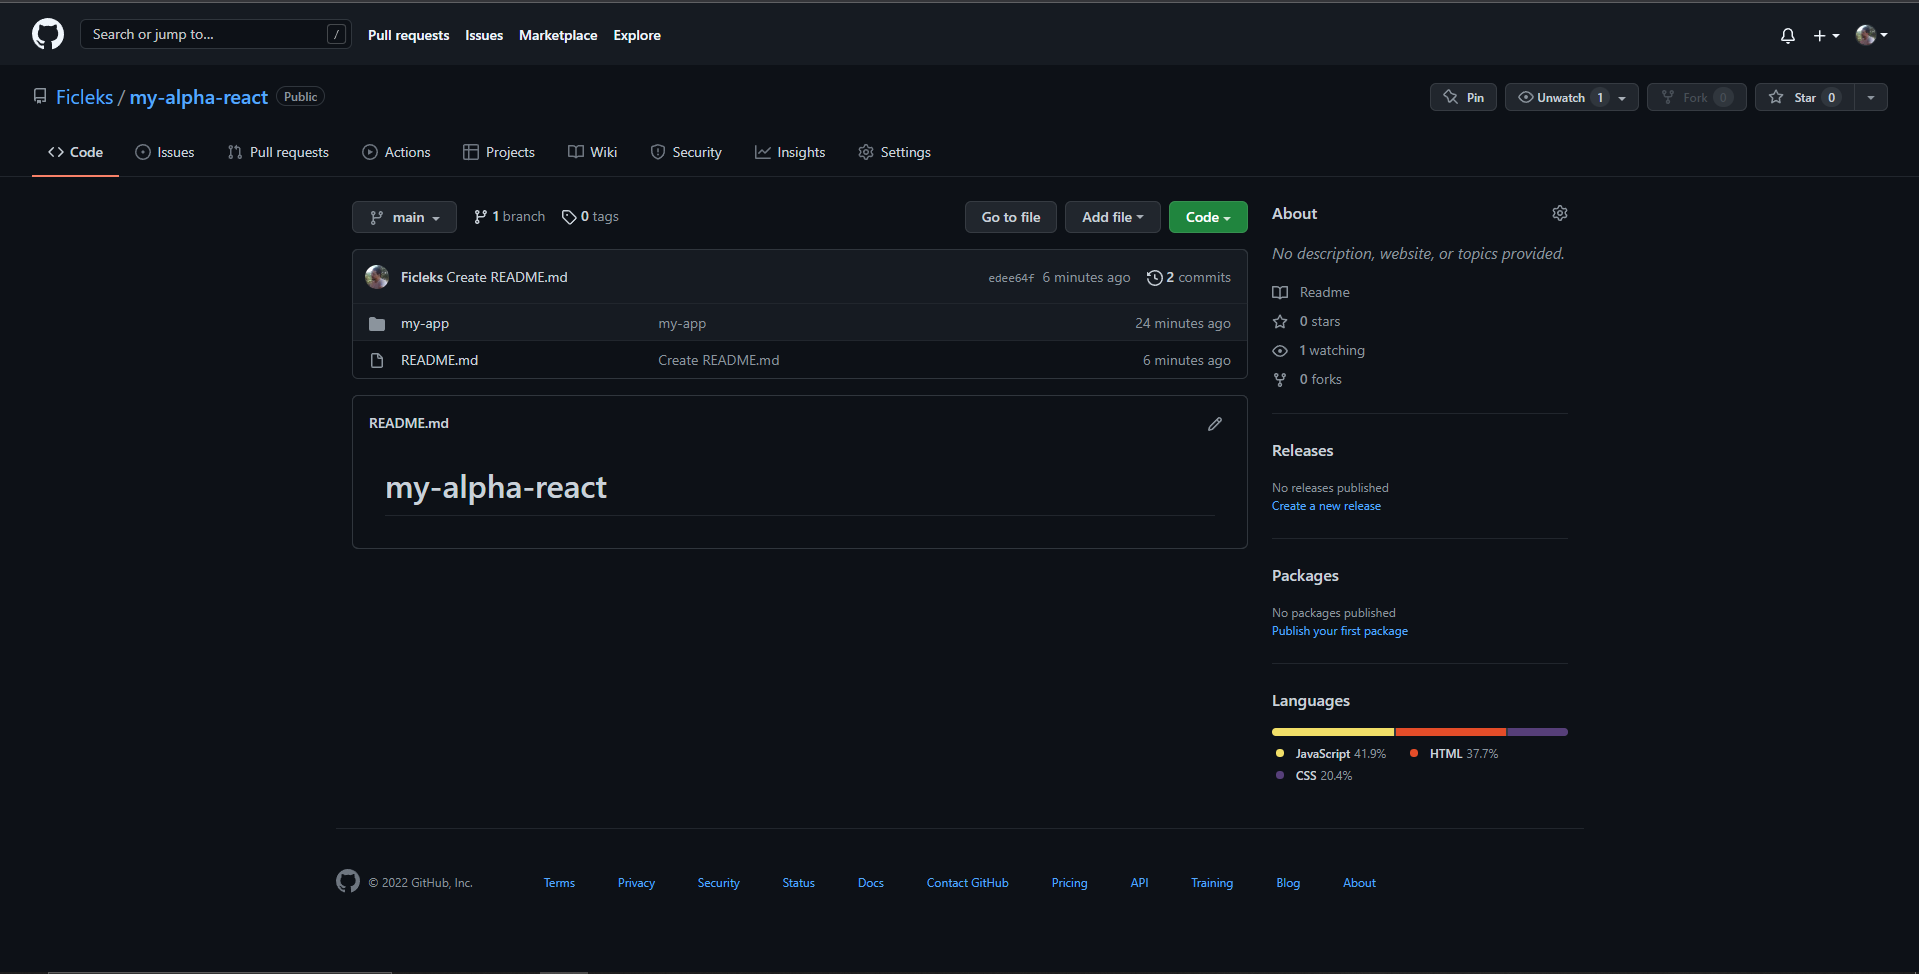 Search or jump to... /
Pull requests Issues Marketplace Explore
Ficleks / my-alpha-react Public
Pin Unwatch 1 Fork 0 Star 0
Code Issues Pull requests Actions Projects Wiki Security Insights Settings
main 1 branch 0 tags
Go to file Add file Code
Ficleks Create README.md edee64f 6 minutes ago 2 commits
my-app my-app 24 minutes ago
README.md Create README.md 6 minutes ago
README.md
my-alpha-react
About
No description, website, or topics provided.
Readme
0 stars
1 watching
0 forks
Releases
No releases published
Create a new release
Packages
No packages published
Publish your first package
Languages
JavaScript 41.9% HTML 37.7%
CSS 20.4%
© 2022 GitHub, Inc. Terms Privacy Security Status Docs Contact GitHub Pricing API Training Blog About